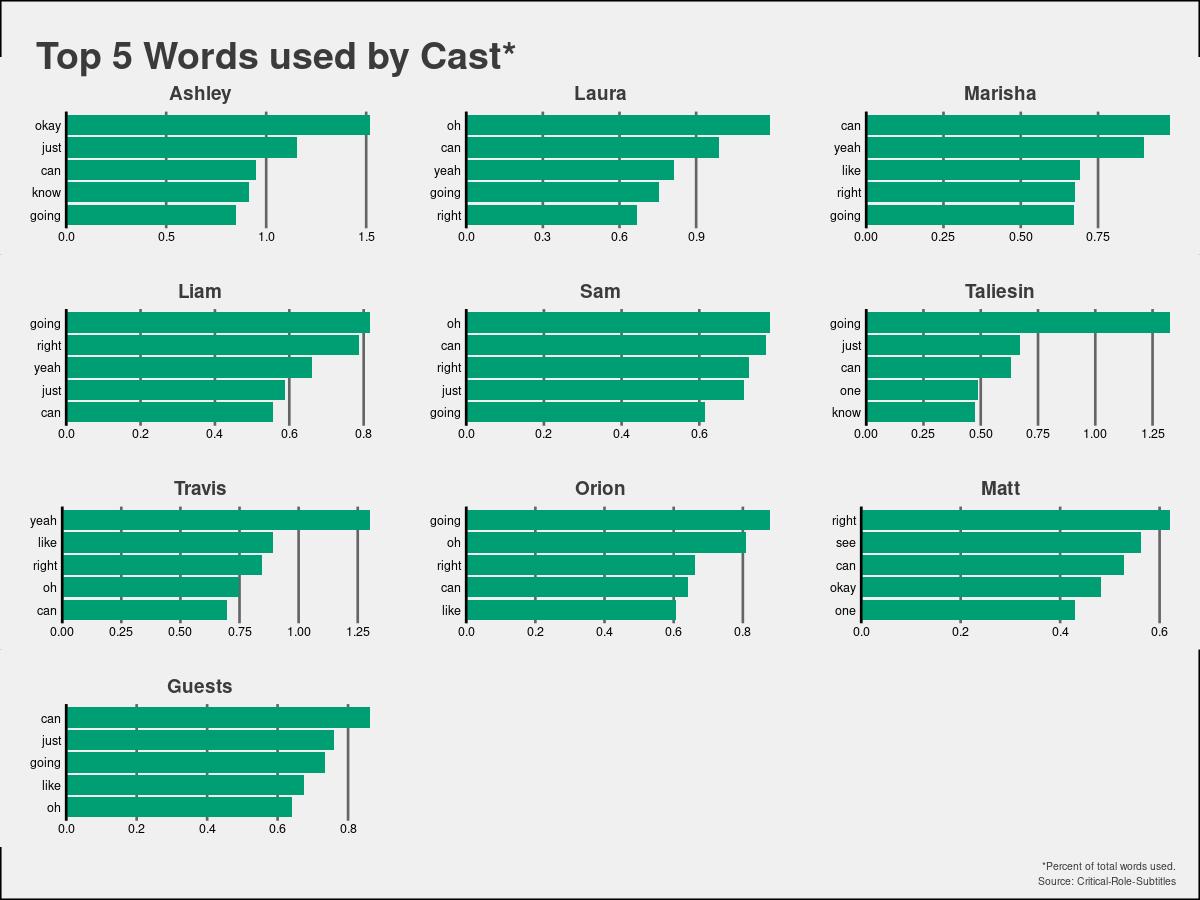 Top 5 Words used by Cast*
Ashley
okay
just
can
know
going
0.0 0.5 1.0 1.5
Laura
oh
can
yeah
going
right
0.0 0.3 0.6 0.9
Marisha
can
yeah
like
right
going
0.00 0.25 0.50 0.75
Liam
going
right
yeah
just
can
0.0 0.2 0.4 0.6 0.8
Sam
oh
can
right
just
going
0.0 0.2 0.4 0.6
Taliesin
going
just
can
one
know
0.00 0.25 0.50 0.75 1.00 1.25
Travis
yeah
like
right
oh
can
0.00 0.25 0.50 0.75 1.00 1.25
Orion
going
oh
right
can
like
0.0 0.2 0.4 0.6 0.8
Matt
right
see
can
okay
one
0.0 0.2 0.4 0.6
Guests
can
just
going
like
oh
0.0 0.2 0.4 0.6 0.8
*Percent of total words used.
Source: Critical-Role-Subtitles